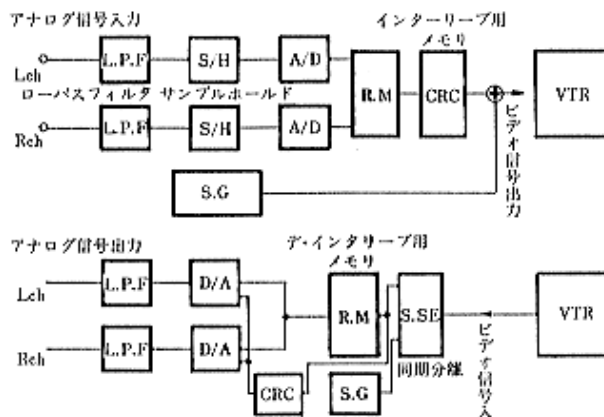 アナログ信号入力
インターリーブ用
メモリ
Lch
L.P.F
S/H
A/D
R.M
CRC
VTR
ローパスフィルタ サンプルホールド
Rch
L.P.F
S/H
A/D
ビデオ信号出力
S.G
アナログ信号出力
デ・インタリーブ用
メモリ
Lch
L.P.F
D/A
R.M
S.SE
VTR
Rch
L.P.F
D/A
同期分離
ビデオ信号入
CRC
S.G